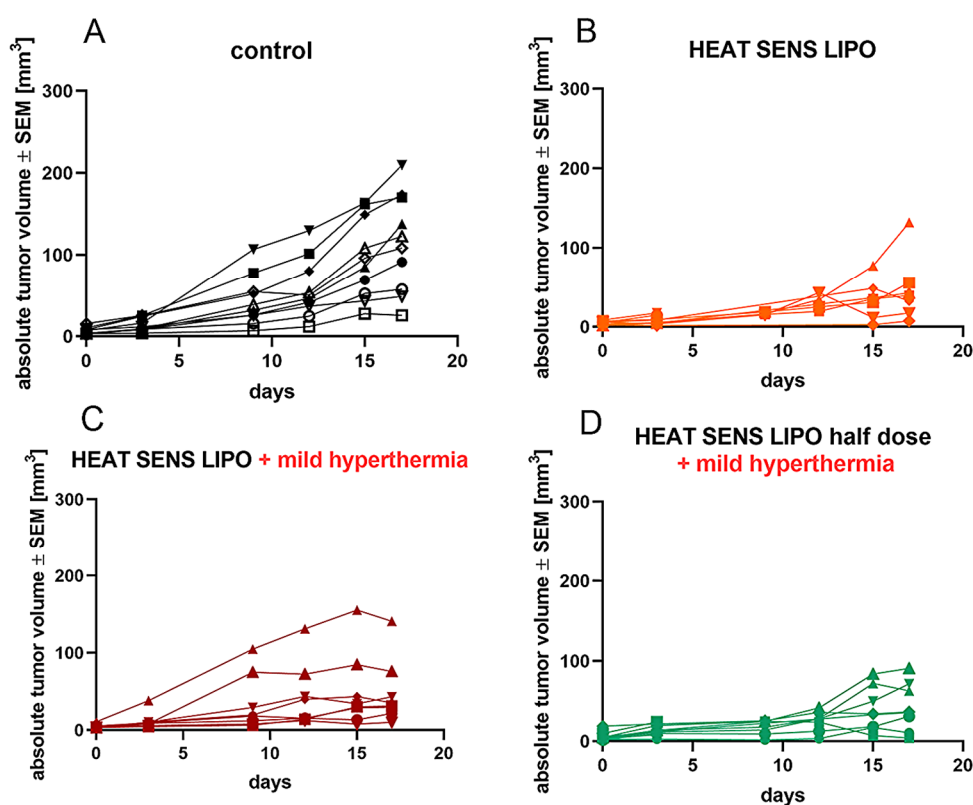 A
control
absolute tumor volume ± SEM [mm³]
300
200
100
0
0 5 10 15 20
days
B
HEAT SENS LIPO
absolute tumor volume ± SEM [mm³]
300
200
100
0
0 5 10 15 20
days
C
HEAT SENS LIPO + mild hyperthermia
absolute tumor volume ± SEM [mm³]
300
200
100
0
0 5 10 15 20
days
D
HEAT SENS LIPO half dose
+ mild hyperthermia
absolute tumor volume ± SEM [mm³]
300
200
100
0
0 5 10 15 20
days